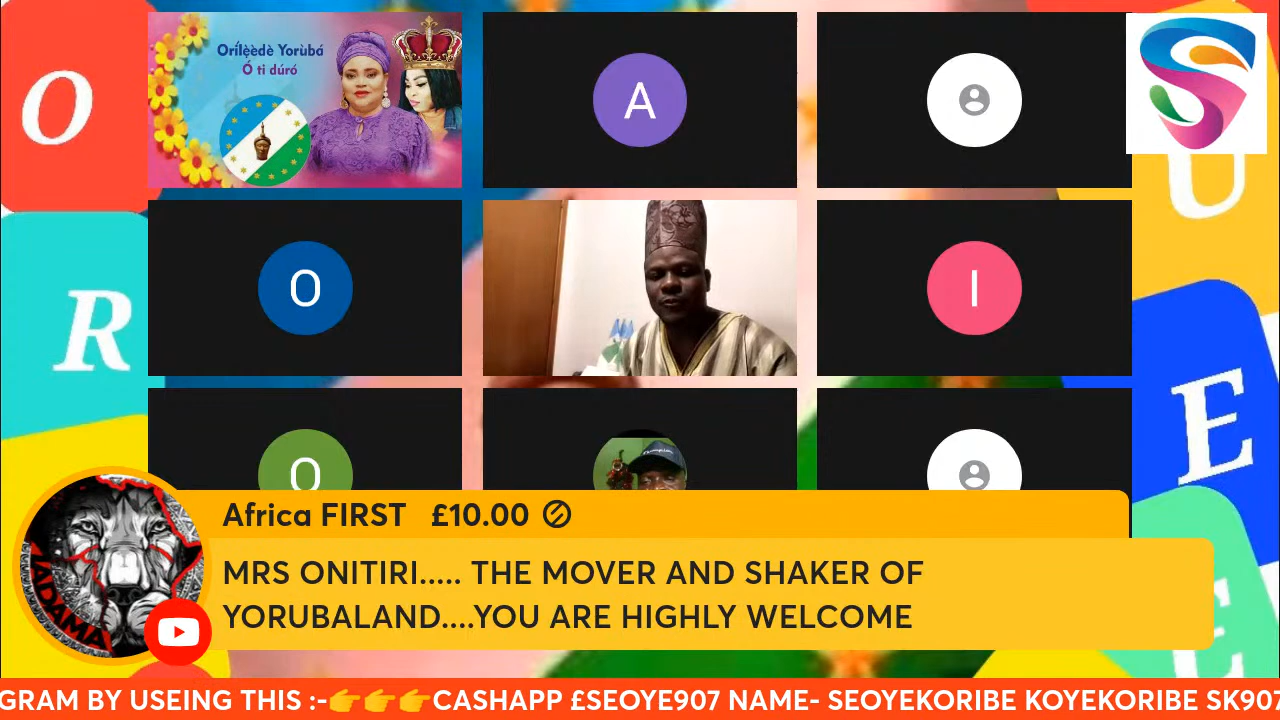 O
Orílẹ̀èdè Yorùbá
Ó ti dúró
A
S
U
R
O
I
E
O
Africa FIRST £10.00
MRS ONITIRI..... THE MOVER AND SHAKER OF
YORUBALAND....YOU ARE HIGHLY WELCOME
ADAMA
E
GRAM BY USEING THIS :-👉👉👉CASHAPP £SEOYE907 NAME- SEOYEKORIBE KOYEKORIBE SK907